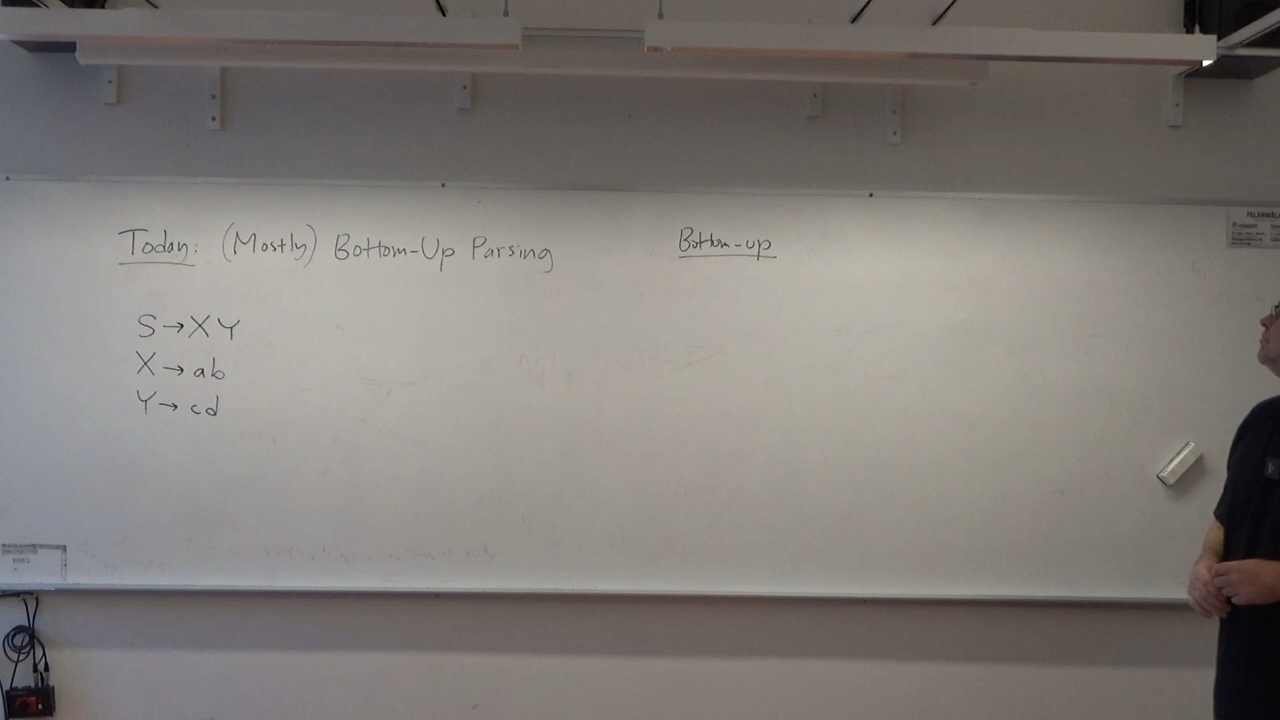 Today: (Mostly) Bottom-Up Parsing
S→XY
X→ab
Y→cd
Bottom-up